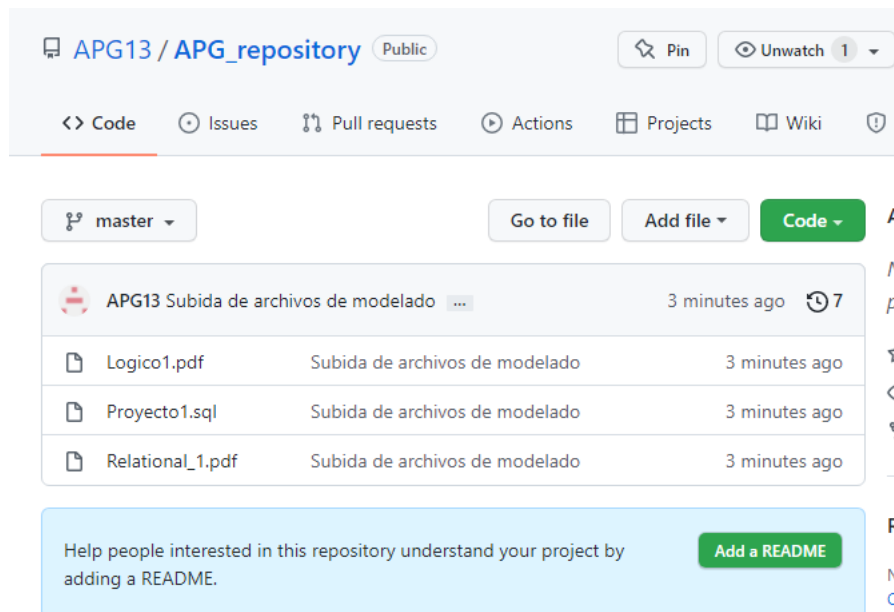 APG13 / APG_repository Public Pin Unwatch 1
Code Issues Pull requests Actions Projects Wiki
master Go to file Add file Code
APG13 Subida de archivos de modelado ... 3 minutes ago 7
Logico1.pdf Subida de archivos de modelado 3 minutes ago
Proyecto1.sql Subida de archivos de modelado 3 minutes ago
Relational_1.pdf Subida de archivos de modelado 3 minutes ago
Help people interested in this repository understand your project by
adding a README.
Add a README